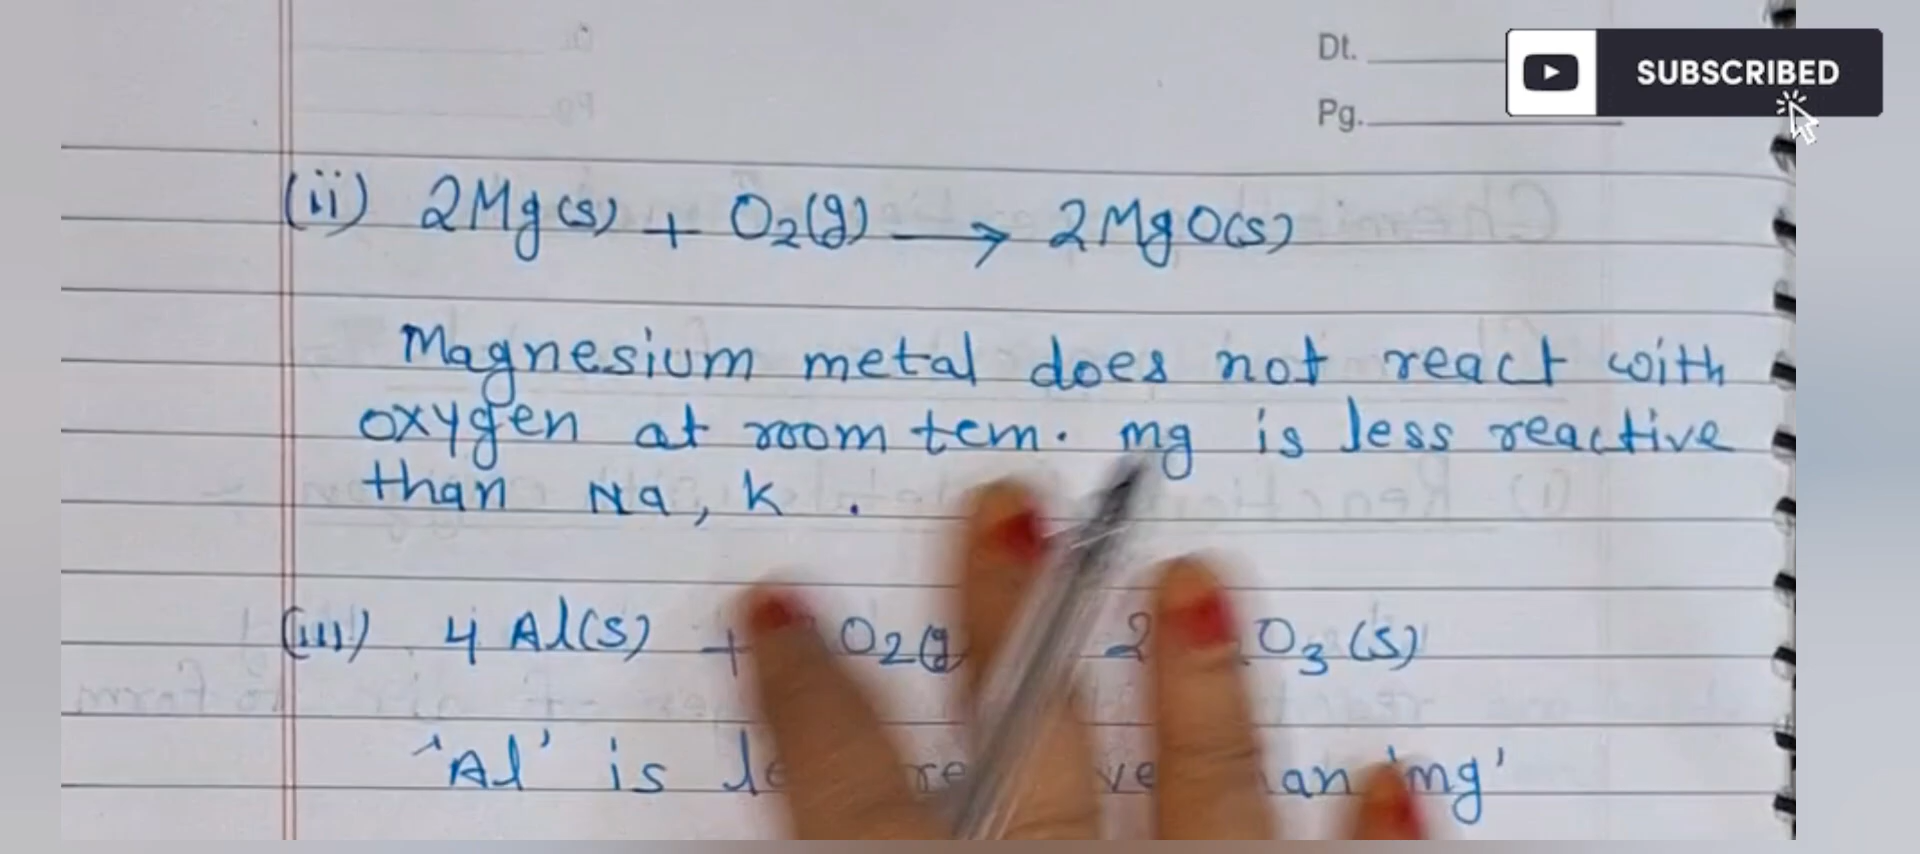 Dt.
Pg.
SUBSCRIBED
(ii) 2Mg(s) + O₂(g) → 2MgO(s)
Magnesium metal does not react with
oxygen at room tem. mg is less reactive
than Na, K .
(iii) 4 Al(s) + O₂(g 2 O₃(s)
'Al' is 'mg'